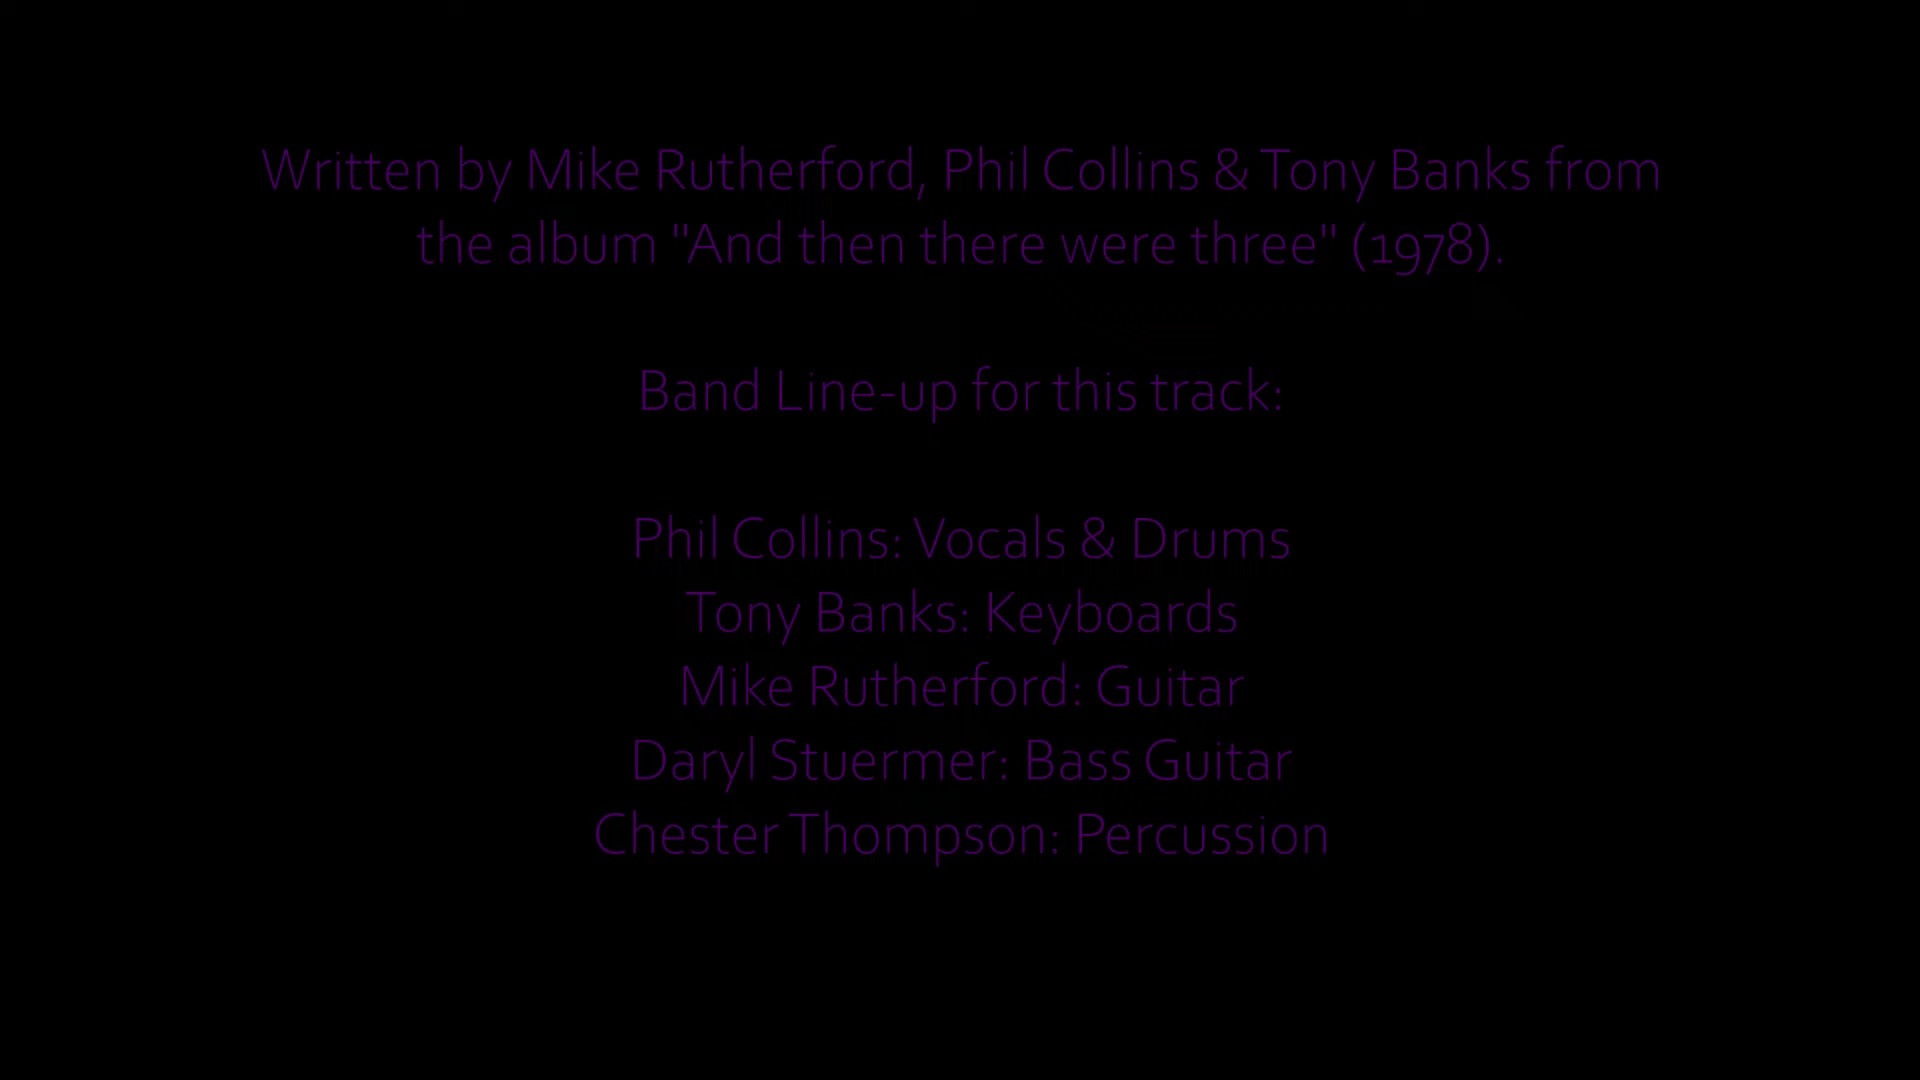 Written by Mike Rutherford, Phil Collins & Tony Banks from
the album "And then there were three" (1978).
Band Line-up for this track:
Phil Collins: Vocals & Drums
Tony Banks: Keyboards
Mike Rutherford: Guitar
Daryl Stuermer: Bass Guitar
Chester Thompson: Percussion